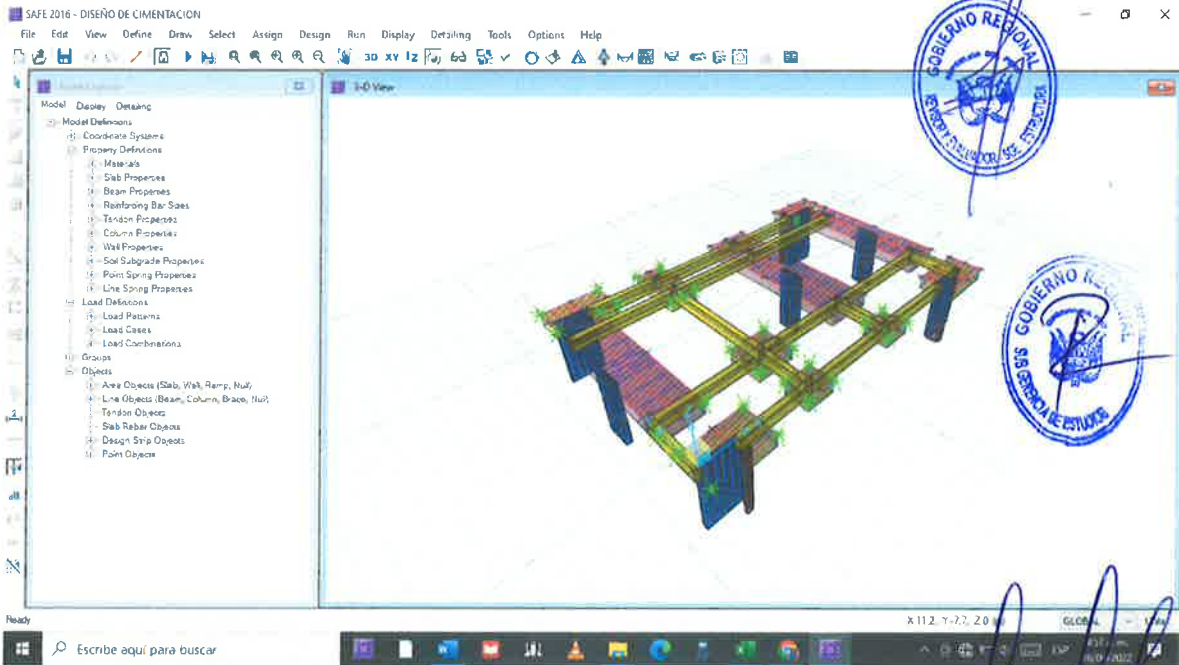 SAFE 2016 - DISEÑO DE CIMENTACION
File Edit View Define Draw Select Assign Design Run Display Detailing Tools Options Help
3D XY
3-D View
Model Display Detailing
Model Definitions
Coordinate Systems
Property Definitions
Materials
Slab Properties
Beam Properties
Reinforcing Bar Sizes
Tendon Properties
Column Properties
Wall Properties
Soil Subgrade Properties
Point Spring Properties
Line Spring Properties
Load Definitions
Load Patterns
Load Cases
Load Combinations
Groups
Objects
Area Objects (Slab, Wall, Ramp, Null)
Line Objects (Beam, Column, Brace, Null)
Tendon Objects
Slab Rebar Objects
Design Strip Objects
Point Objects
GOBIERNO REGIONAL
REVISOR Y EVALUADOR SGE ESTRUCTURA
GOBIERNO REGIONAL
SUB GERENCIA DE ESTUDIOS
Ready
GLOBAL
Escribe aquí para buscar
ESP